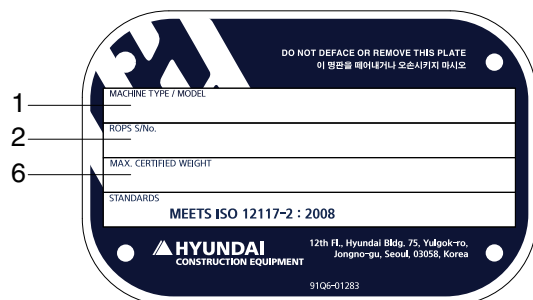 DO NOT DEFACE OR REMOVE THIS PLATE
이 명판을 떼어내거나 오손시키지 마시오
1
MACHINE TYPE / MODEL
2
ROPS S/No.
6
MAX. CERTIFIED WEIGHT
STANDARDS
MEETS ISO 12117-2 : 2008
HYUNDAI
CONSTRUCTION EQUIPMENT
12th Fl., Hyundai Bldg. 75, Yulgok-ro,
Jongno-gu, Seoul, 03058, Korea
91Q6-01283